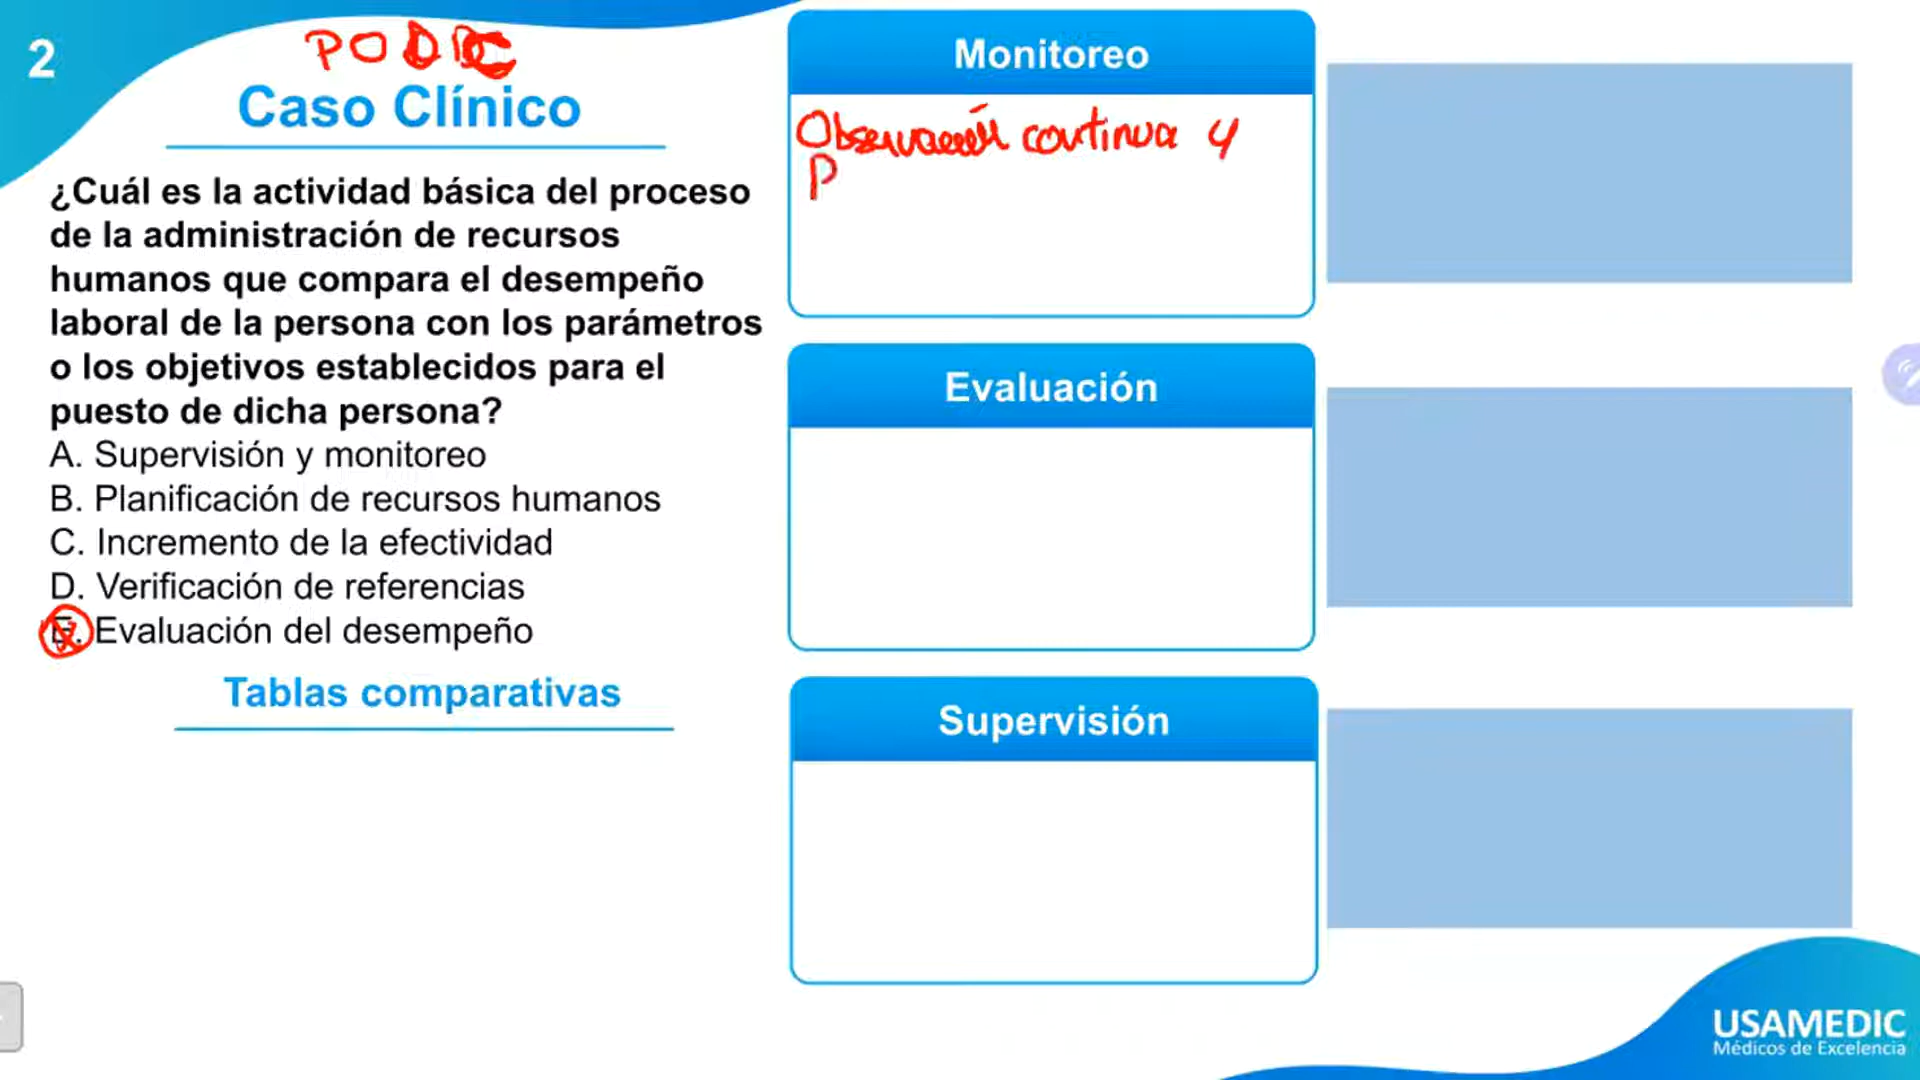 2
P O D D C
Caso Clínico
¿Cuál es la actividad básica del proceso
de la administración de recursos
humanos que compara el desempeño
laboral de la persona con los parámetros
o los objetivos establecidos para el
puesto de dicha persona?
A. Supervisión y monitoreo
B. Planificación de recursos humanos
C. Incremento de la efectividad
D. Verificación de referencias
E. Evaluación del desempeño
Tablas comparativas
Monitoreo
Observación continua y
P
Evaluación
Supervisión
USAMEDIC
Médicos de Excelencia